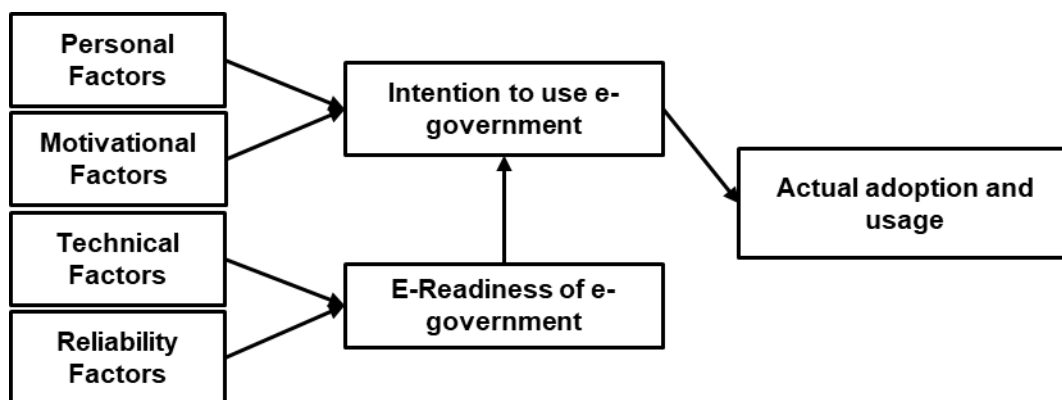 Personal
Factors
Motivational
Factors
Technical
Factors
Reliability
Factors
Intention to use e-
government
E-Readiness of e-
government
Actual adoption and
usage